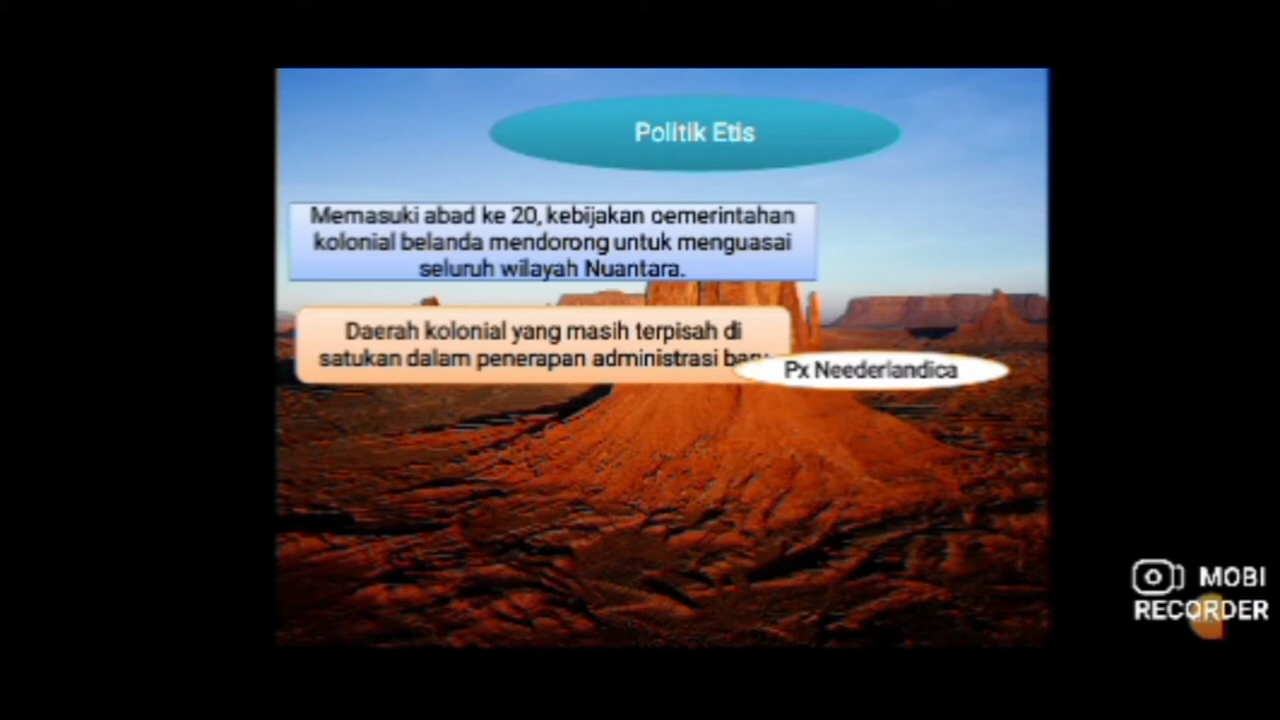 Politik Etis
Memasuki abad ke 20, kebijakan oemerintahan
kolonial belanda mendorong untuk menguasai
seluruh wilayah Nuantara.
Daerah kolonial yang masih terpisah di
satukan dalam penerapan administrasi baru
Px Neederlandica
MOBI
RECORDER